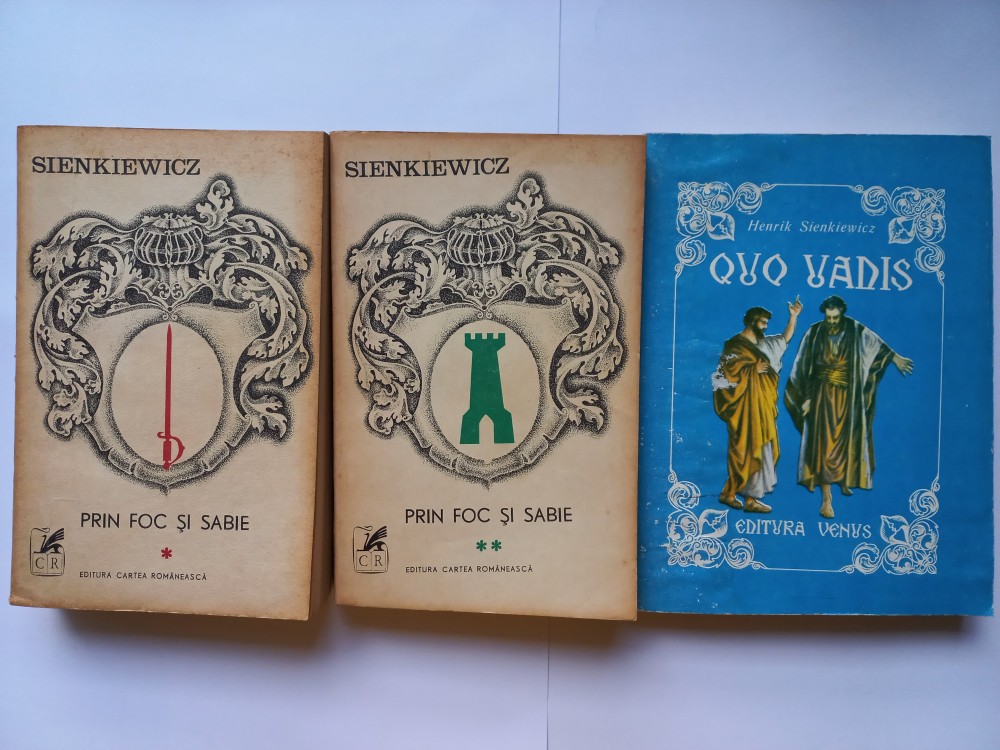 SIENKIEWICZ
PRIN FOC ŞI SABIE
*
CR
EDITURA CARTEA ROMÂNEASCĂ
SIENKIEWICZ
PRIN FOC ŞI SABIE
**
CR
EDITURA CARTEA ROMÂNEASCĂ
Henrik Sienkiewicz
QUO VADIS
EDITURA VENUS